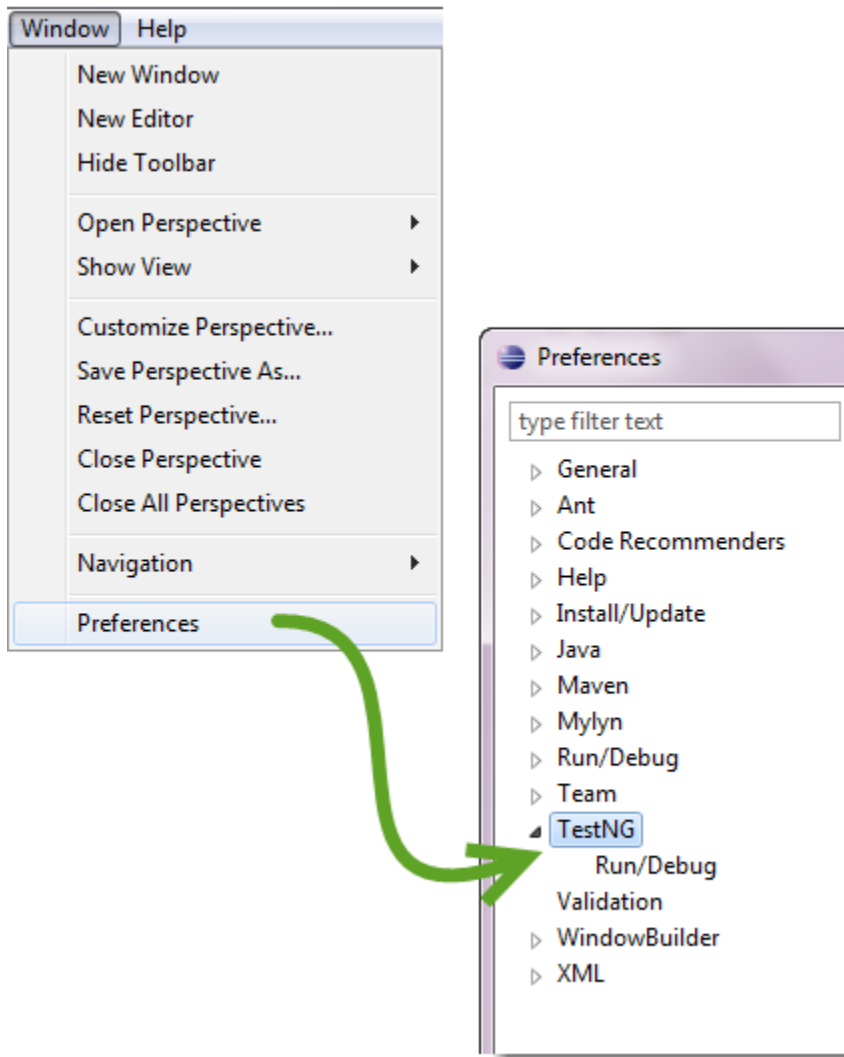 Window Help
New Window
New Editor
Hide Toolbar
Open Perspective
Show View
Customize Perspective...
Save Perspective As...
Reset Perspective...
Close Perspective
Close All Perspectives
Navigation
Preferences
Preferences
type filter text
General
Ant
Code Recommenders
Help
Install/Update
Java
Maven
Mylyn
Run/Debug
Team
TestNG
Run/Debug
Validation
WindowBuilder
XML